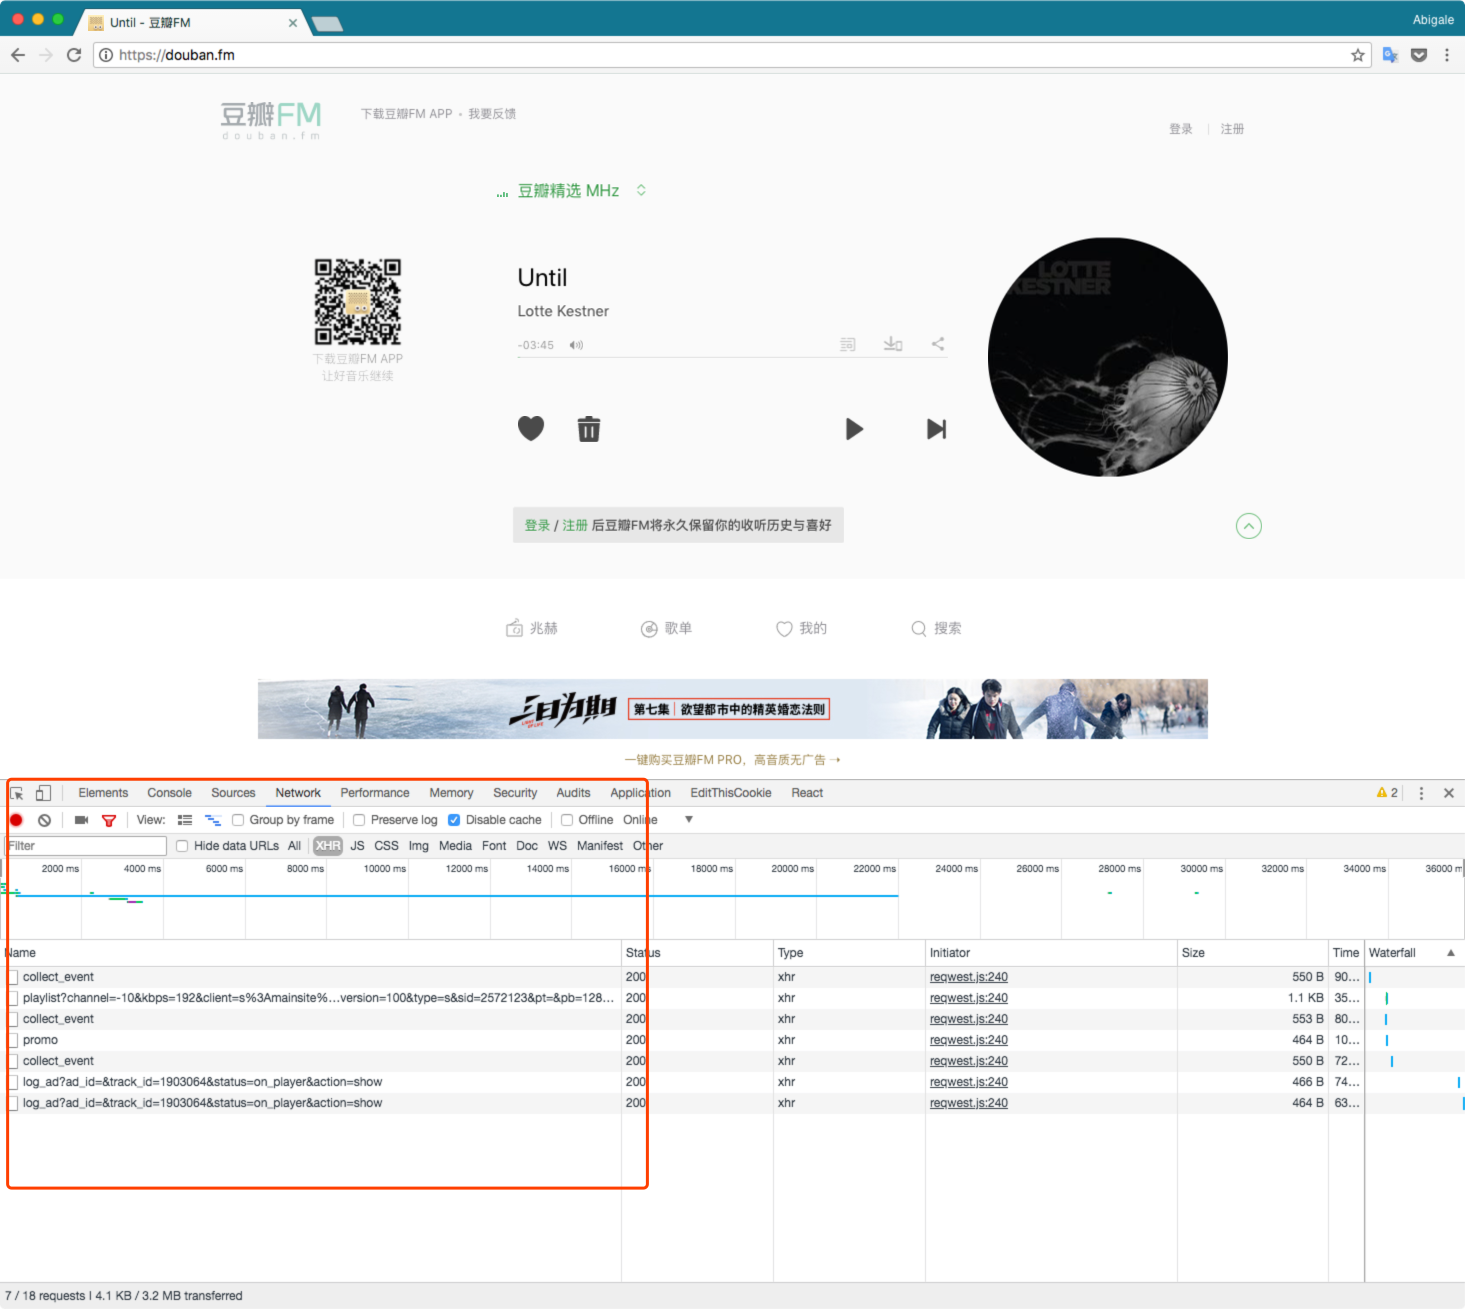 Until - 豆瓣FM
Abigale
https://douban.fm
豆瓣FM
douban.fm
下载豆瓣FM APP • 我要反馈
登录 | 注册
豆瓣精选 MHz
Until
LOTTE
KESTNER
Lotte Kestner
-03:45
下载豆瓣FM APP
让好音乐继续
登录 / 注册 后豆瓣FM将永久保留你的收听历史与喜好
兆赫 歌单 我的 搜索
三日为期 第七集 | 欲望都市中的精英婚恋法则
一键购买豆瓣FM PRO，高音质无广告 →
Elements Console Sources Network Performance Memory Security Audits Application EditThisCookie React 2
View: Group by frame Preserve log Disable cache Offline Online
Filter Hide data URLs All XHR JS CSS Img Media Font Doc WS Manifest Other
2000 ms 4000 ms 6000 ms 8000 ms 10000 ms 12000 ms 14000 ms 16000 ms 18000 ms 20000 ms 22000 ms 24000 ms 26000 ms 28000 ms 30000 ms 32000 ms 34000 ms 36000 m
Name Status Type Initiator Size Time Waterfall
collect_event 200 xhr reqwest.js:240 550 B 90...
playlist?channel=-10&kbps=192&client=s%3Amainsite%...version=100&type=s&sid=2572123&pt=&pb=128... 200 xhr reqwest.js:240 1.1 KB 35...
collect_event 200 xhr reqwest.js:240 553 B 80...
promo 200 xhr reqwest.js:240 464 B 10...
collect_event 200 xhr reqwest.js:240 550 B 72...
log_ad?ad_id=&track_id=1903064&status=on_player&action=show 200 xhr reqwest.js:240 466 B 74...
log_ad?ad_id=&track_id=1903064&status=on_player&action=show 200 xhr reqwest.js:240 464 B 63...
7 / 18 requests | 4.1 KB / 3.2 MB transferred